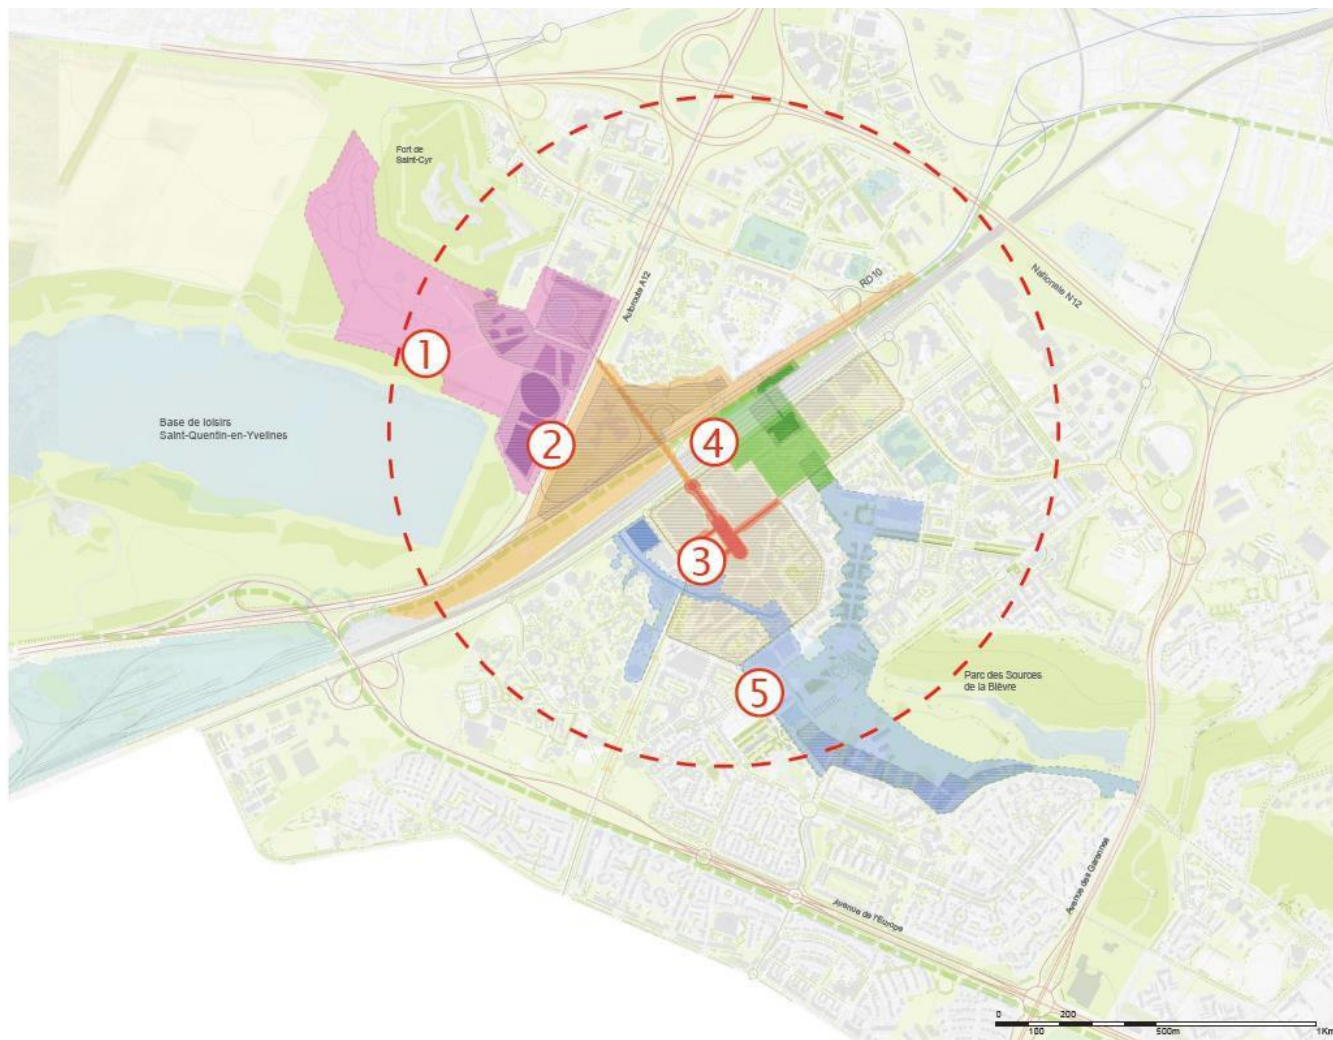 Fort de
Saint-Cyr
Autoroute A12
RD10
Nationale N12
1
Base de loisirs
Saint-Quentin-en-Yvelines
2
4
3
Parc des Sources
de la Bièvre
5
Avenue de l'Europe
Avenue des Garennes
0 200
100 500m 1Km